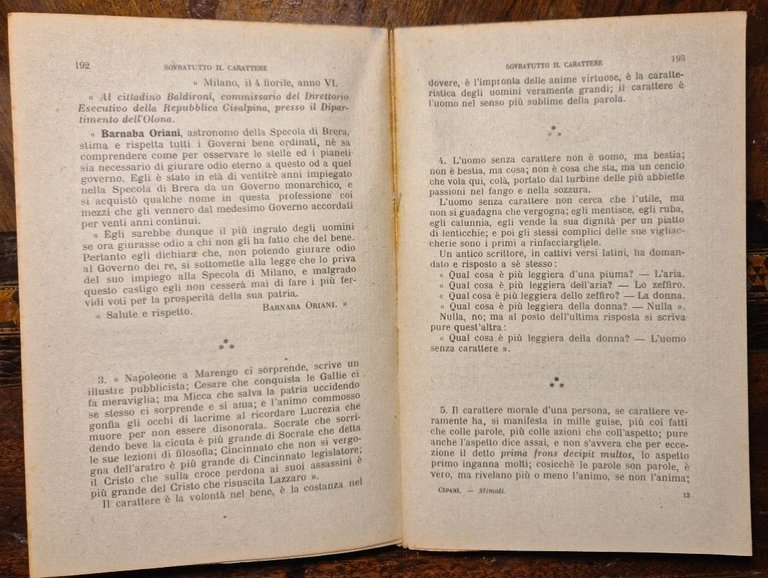 192
SOVRATUTTO IL CARATTERE
« Milano, il 4 fiorile, anno VI.
« Al cittadino Baldironi, commissario del Direttorio
Esecutivo della Repubblica Cisalpina, presso il Dipar-
timento dell'Olona.
« Barnaba Oriani, astronomo della Specola di Brera,
stima e rispetta tutti i Governi bene ordinati, nè sa
comprendere come per osservare le stelle ed i pianeti
sia necessario di giurare odio eterno a questo od a quel
governo. Egli è stato in età di ventitrè anni impiegato
nella Specola di Brera da un Governo monarchico, e
si acquistò qualche nome in questa professione coi
mezzi che gli vennero dal medesimo Governo accordati
per venti anni continui.
« Egli sarebbe dunque il più ingrato degli uomini
se ora giurasse odio a chi non gli ha fatto che del bene.
Pertanto egli dichiara che, non potendo giurare odio
al Governo dei re, si sottomette alla legge che lo priva
del suo impiego alla Specola di Milano, e malgrado
questo castigo egli non cesserà mai di fare i più fer-
vidi voti per la prosperità della sua patria.
« Salute e rispetto.
BARNABA ORIANI. »
3. « Napoleone a Marengo ci sorprende, scrive un
illustre pubblicista; Cesare che conquista le Gallie ci
fa meraviglia; ma Micca che salva la patria uccidendo
se stesso ci sorprende e si ama; e l'animo commosso
gonfia gli occhi di lacrime al ricordare Lucrezia che
muore per non essere disonorata. Socrate che sorri-
dendo beve la cicuta è più grande di Socrate che detta
le sue lezioni di filosofia; Cincinnato che non si vergo-
gna dell'aratro è più grande di Cincinnato legislatore;
il Cristo che sulla croce perdona ai suoi assassini è
più grande del Cristo che risuscita Lazzaro ».
Il carattere è la volontà nel bene, è la costanza nel
SOVRATUTTO IL CARATTERE
193
dovere, è l'impronta delle anime virtuose, è la caratte-
ristica degli uomini veramente grandi; il carattere è
l'uomo nel senso più sublime della parola.
4. L'uomo senza carattere non è uomo, ma bestia;
non è bestia, ma cosa; non è cosa che sta, ma un cencio
che vola qui, colà, portato dal turbine delle più abbiette
passioni nel fango e nella sozzura.
L'uomo senza carattere non cerca che l'utile, ma
non si guadagna che vergogna; egli mentisce, egli ruba,
egli calunnia, egli vende la sua dignità per un piatto
di lenticchie; e poi gli stessi complici delle sue vigliac-
cherie sono i primi a rinfacciargliele.
Un antico scrittore, in cattivi versi latini, ha doman-
dato e risposto a sè stesso:
« Qual cosa è più leggiera d'una piuma? — L'aria.
« Qual cosa è più leggiera dell'aria? — Lo zeffiro.
« Qual cosa è più leggiera dello zeffiro? — La donna.
« Qual cosa è più leggiera della donna? — Nulla ».
Nulla, no; ma al posto dell'ultima risposta si scriva
pure quest'altra:
« Qual cosa è più leggiera della donna? — L'uomo
senza carattere ».
5. Il carattere morale d'una persona, se carattere ve-
ramente ha, si manifesta in mille guise, più coi fatti
che colle parole, più colle azioni che coll'aspetto; pure
anche l'aspetto dice assai, e non s'avvera che per ecce-
zione il detto prima frons decipit multos, lo aspetto
primo inganna molti; cosicchè le parole son parole, è
vero, ma rivelano più o meno l'animo, se non l'anima;
CIPANI. — Stimoli.
13